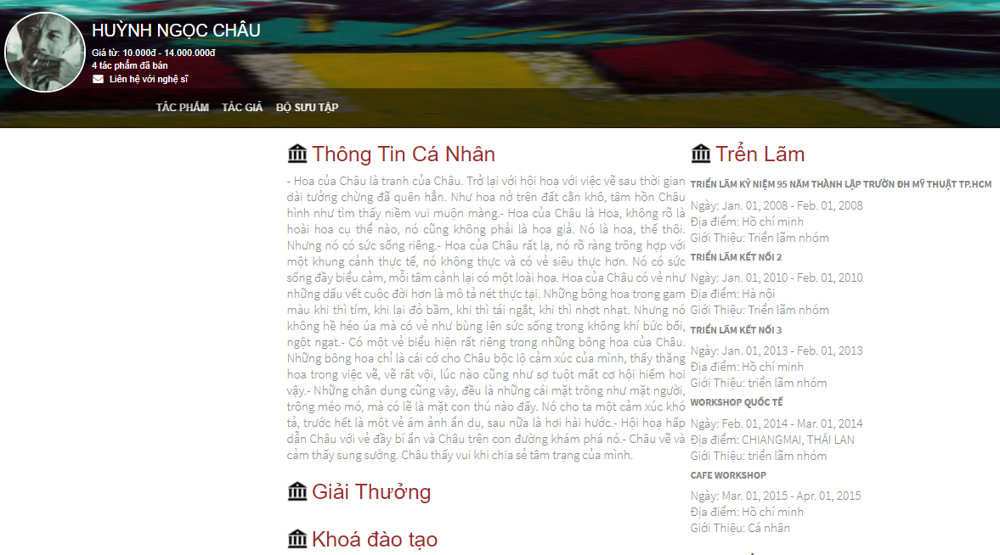 HUỲNH NGỌC CHÂU
Giá từ: 10.000đ - 14.000.000đ
4 tác phẩm đã bán
Liên hệ với nghệ sĩ
TÁC PHẨM TÁC GIẢ BỘ SƯU TẬP
Thông Tin Cá Nhân
- Hoa của Châu là tranh của Châu. Trở lại với hội hoạ với việc vẽ sau thời gian
dài tưởng chừng đã quên hẳn. Như hoa nở trên đất cằn khô, tâm hồn Châu
hình như tìm thấy niềm vui muộn màng.- Hoa của Châu là Hoa, không rõ là
hoài hoa cụ thể nào, nó cũng không phải là hoa giả. Nó là hoa, thế thôi.
Nhưng nó có sức sống riêng.- Hoa của Châu rất lạ, nó rõ ràng trông hợp với
một khung cảnh thực tế, nó không thực và có vẻ siêu thực hơn. Nó có sức
sống đầy biểu cảm, mỗi tâm cảnh lại có một loài hoa. Hoa của Châu có vẻ như
những dấu vết cuộc đời hơn là mô tả nét thực tại. Những bông hoa trong gam
màu khi thì tím, khi lại đỏ bầm, khi thì tái ngắt, khi thì nhợt nhạt. Nhưng nó
không hề héo úa mà có vẻ như bùng lên sức sống trong không khí bức bối,
ngột ngạt.- Có một vẻ biểu hiện rất riêng trong những bông hoa của Châu.
Những bông hoa chỉ là cái cớ cho Châu bộc lộ cảm xúc của mình, thấy thăng
hoa trong việc vẽ, vẽ rất vội, lúc nào cũng như sợ tuột mất cơ hội hiếm hoi
vậy.- Những chân dung cũng vậy, đều là những cái mặt trông như mặt người,
trông méo mó, mà có lẽ là mặt con thú nào đấy. Nó cho ta một cảm xúc khó
tả, trước hết là một vẻ ám ảnh ẩn dụ, sau nữa là hơi hài hước.- Hội hoạ hấp
dẫn Châu với vẻ đầy bí ẩn và Châu trên con đường khám phá nó.- Châu vẽ và
cảm thấy sung sướng. Châu thấy vui khi chia sẻ tâm trạng của mình.
Giải Thưởng
Khoá đào tạo
Trển Lãm
TRIỂN LÃM KỶ NIỆM 95 NĂM THÀNH LẬP TRƯỜN ĐH MỸ THUẬT TP.HCM
Ngày: Jan. 01, 2008 - Feb. 01, 2008
Địa điểm: Hồ chí minh
Giới Thiệu: Triển lãm nhóm
TRIỂN LÃM KẾT NỐI 2
Ngày: Jan. 01, 2010 - Feb. 01, 2010
Địa điểm: Hà nội
Giới Thiệu: Triển lãm nhóm
TRIỂN LÃM KẾT NỐI 3
Ngày: Jan. 01, 2013 - Feb. 01, 2013
Địa điểm: Hồ chí minh
Giới Thiệu: triển lãm nhóm
WORKSHOP QUỐC TẾ
Ngày: Feb. 01, 2014 - Mar. 01, 2014
Địa điểm: CHIANGMAI, THÁI LAN
Giới Thiệu: triển lãm nhóm
CAFE WORKSHOP
Ngày: Mar. 01, 2015 - Apr. 01, 2015
Địa điểm: Hồ chí minh
Giới Thiệu: Cá nhân